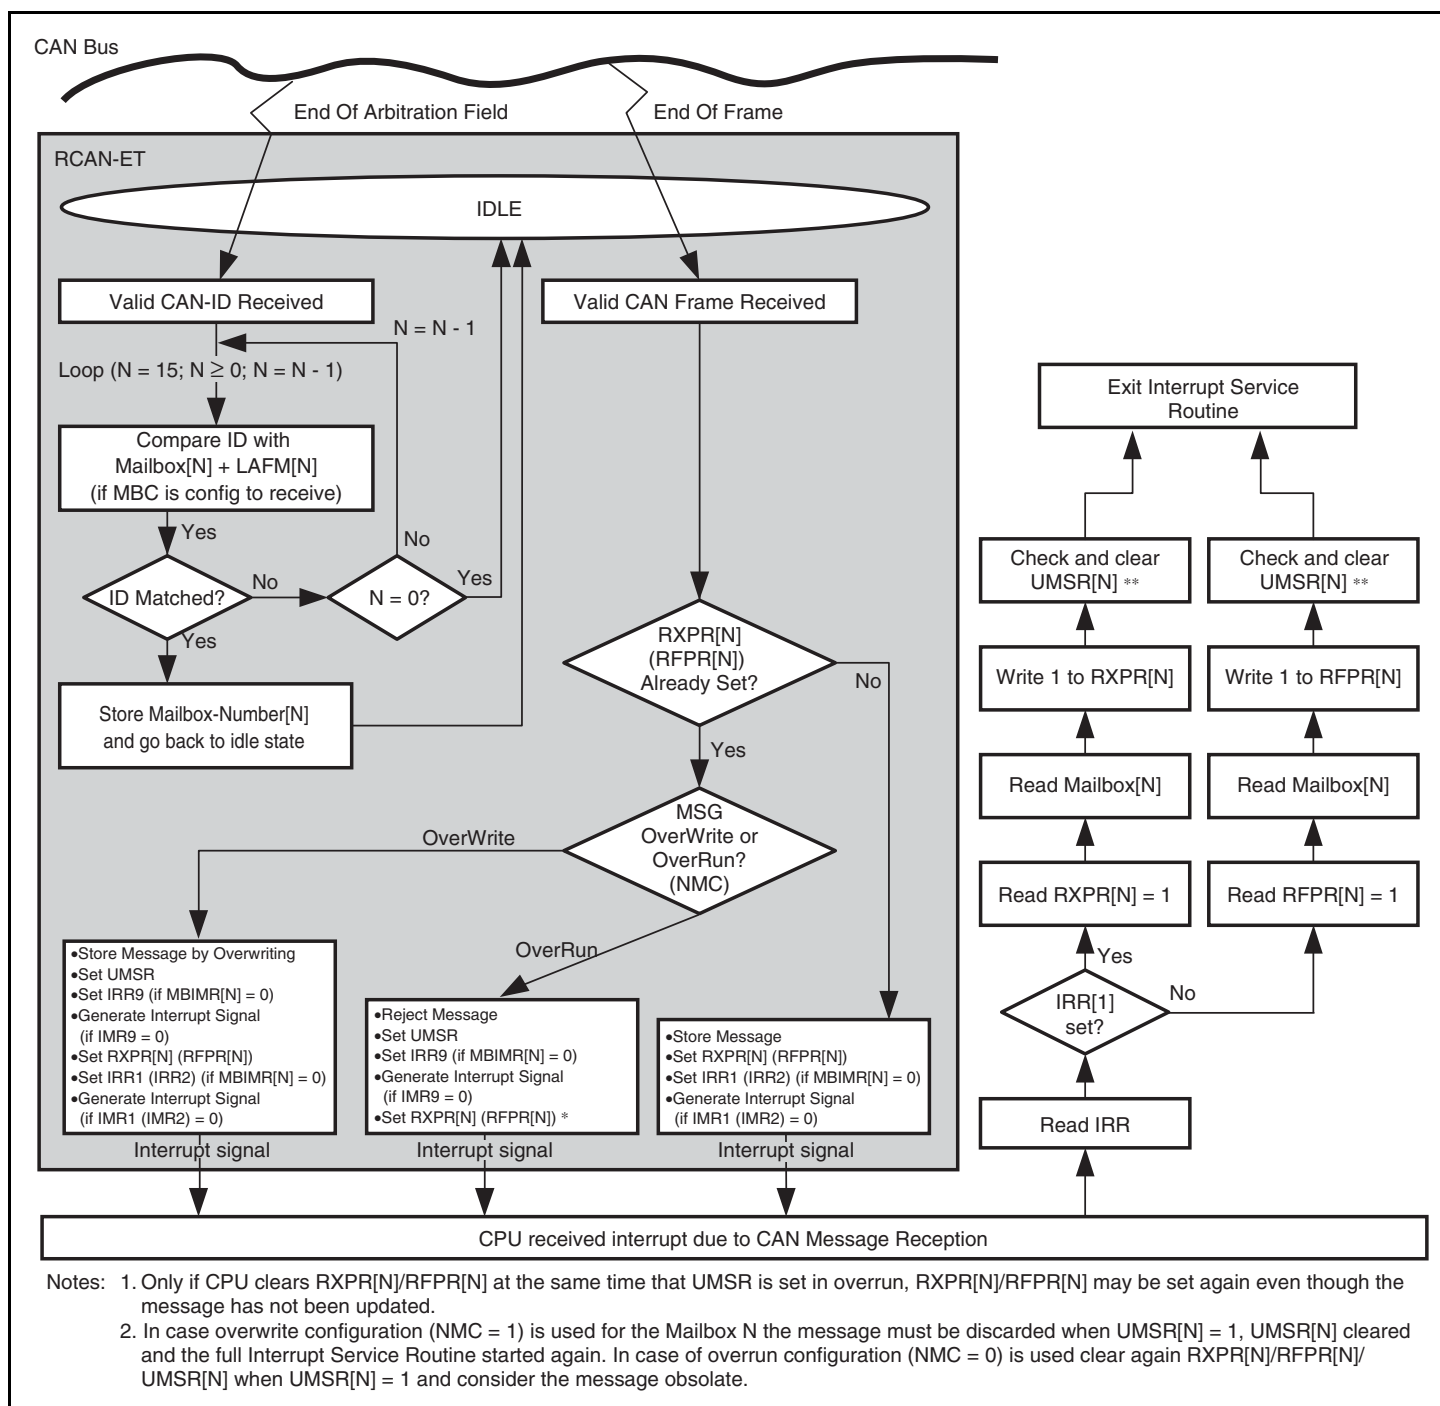 CAN Bus
End Of Arbitration Field
End Of Frame
RCAN-ET
IDLE
Valid CAN-ID Received
Valid CAN Frame Received
N = N - 1
Loop (N = 15; N ≥ 0; N = N - 1)
Compare ID with
Mailbox[N] + LAFM[N]
(if MBC is config to receive)
Yes
No
ID Matched?
No
N = 0?
Yes
Yes
Store Mailbox-Number[N]
and go back to idle state
RXPR[N]
(RFPR[N])
Already Set?
No
Yes
MSG
OverWrite or
OverRun?
(NMC)
OverWrite
OverRun
•Store Message by Overwriting
•Set UMSR
•Set IRR9 (if MBIMR[N] = 0)
•Generate Interrupt Signal
(if IMR9 = 0)
•Set RXPR[N] (RFPR[N])
•Set IRR1 (IRR2) (if MBIMR[N] = 0)
•Generate Interrupt Signal
(if IMR1 (IMR2) = 0)
•Reject Message
•Set UMSR
•Set IRR9 (if MBIMR[N] = 0)
•Generate Interrupt Signal
(if IMR9 = 0)
•Set RXPR[N] (RFPR[N]) *
•Store Message
•Set RXPR[N] (RFPR[N])
•Set IRR1 (IRR2) (if MBIMR[N] = 0)
•Generate Interrupt Signal
(if IMR1 (IMR2) = 0)
Interrupt signal
Interrupt signal
Interrupt signal
Exit Interrupt Service
Routine
Check and clear
UMSR[N] **
Check and clear
UMSR[N] **
Write 1 to RXPR[N]
Write 1 to RFPR[N]
Read Mailbox[N]
Read Mailbox[N]
Read RXPR[N] = 1
Read RFPR[N] = 1
Yes
IRR[1]
set?
No
Read IRR
CPU received interrupt due to CAN Message Reception
Notes: 1. Only if CPU clears RXPR[N]/RFPR[N] at the same time that UMSR is set in overrun, RXPR[N]/RFPR[N] may be set again even though the
message has not been updated.
2. In case overwrite configuration (NMC = 1) is used for the Mailbox N the message must be discarded when UMSR[N] = 1, UMSR[N] cleared
and the full Interrupt Service Routine started again. In case of overrun configuration (NMC = 0) is used clear again RXPR[N]/RFPR[N]/
UMSR[N] when UMSR[N] = 1 and consider the message obsolate.